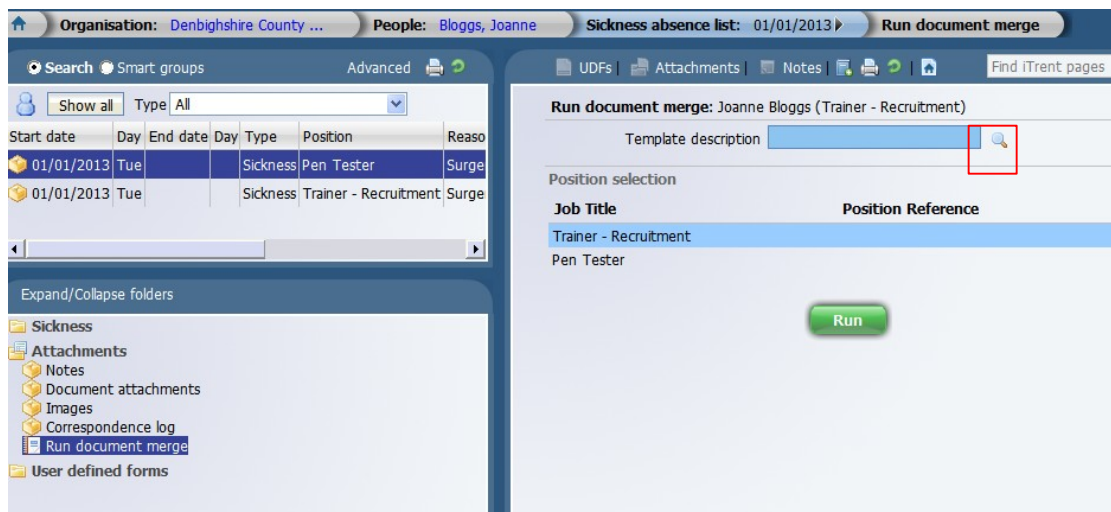 Organisation: Denbighshire County ... People: Bloggs, Joanne Sickness absence list: 01/01/2013 Run document merge
Search Smart groups Advanced
Show all Type All
Start date Day End date Day Type Position Reaso
01/01/2013 Tue Sickness Pen Tester Surge
01/01/2013 Tue Sickness Trainer - Recruitment Surge
Expand/Collapse folders
Sickness
Attachments
Notes
Document attachments
Images
Correspondence log
Run document merge
User defined forms
UDFs | Attachments | Notes | | Find iTrent pages
Run document merge: Joanne Bloggs (Trainer - Recruitment)
Template description
Position selection
Job Title Position Reference
Trainer - Recruitment
Pen Tester
Run